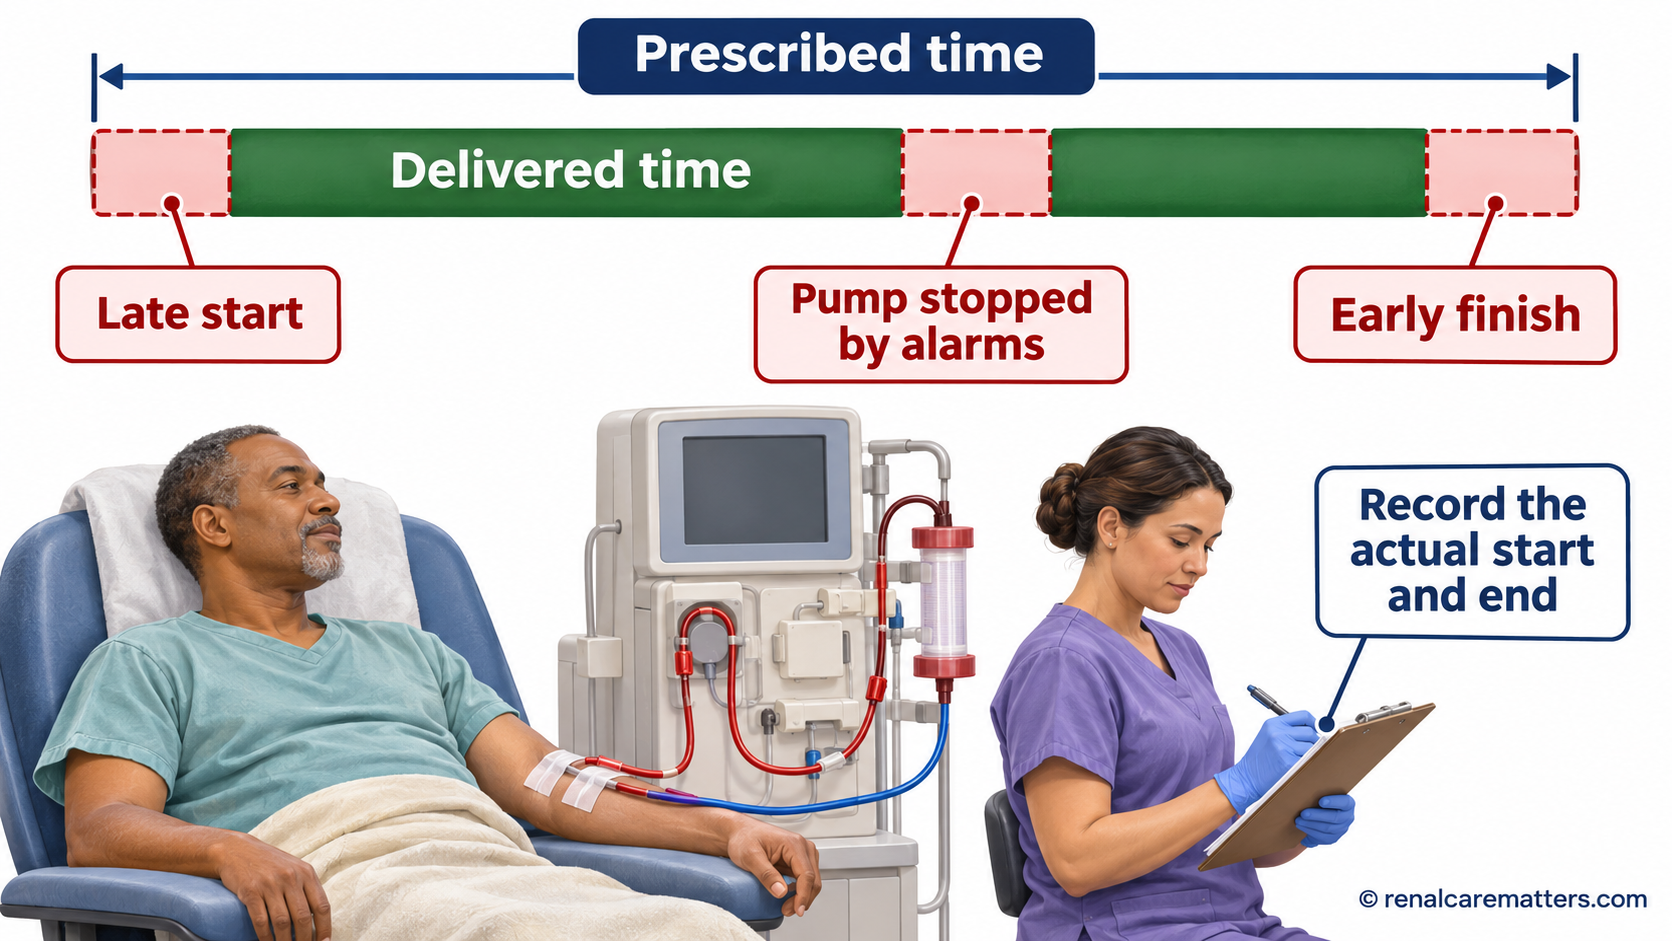 Prescribed time
Delivered time
Late start
Pump stopped
by alarms
Early finish
Record the
actual start
and end
© renalcarematters.com